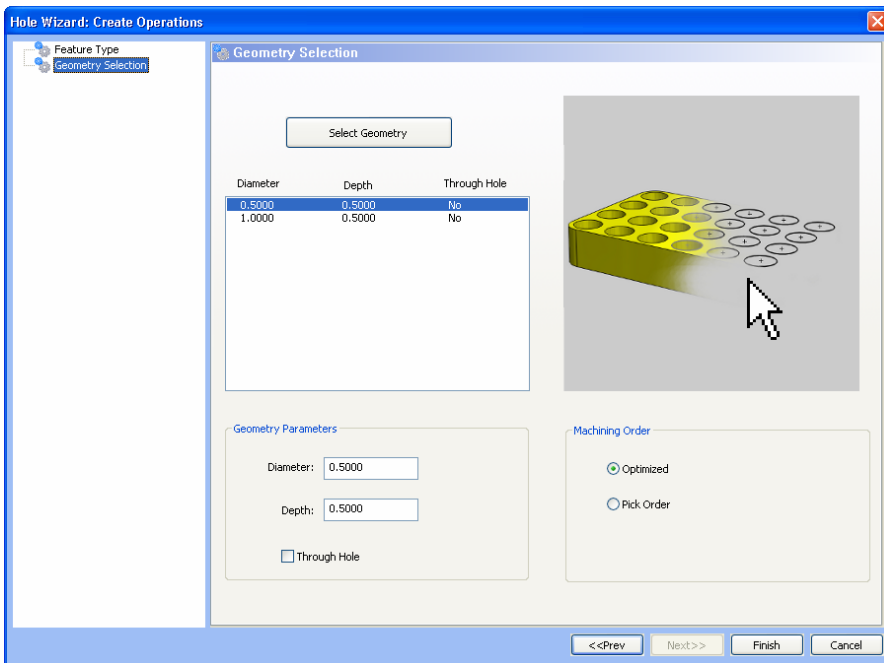 Hole Wizard: Create Operations
Feature Type
Geometry Selection
Geometry Selection
Select Geometry
Diameter Depth Through Hole
0.5000 0.5000 No
1.0000 0.5000 No
Geometry Parameters
Diameter: 0.5000
Depth: 0.5000
Through Hole
Machining Order
Optimized
Pick Order
<<Prev Next>> Finish Cancel